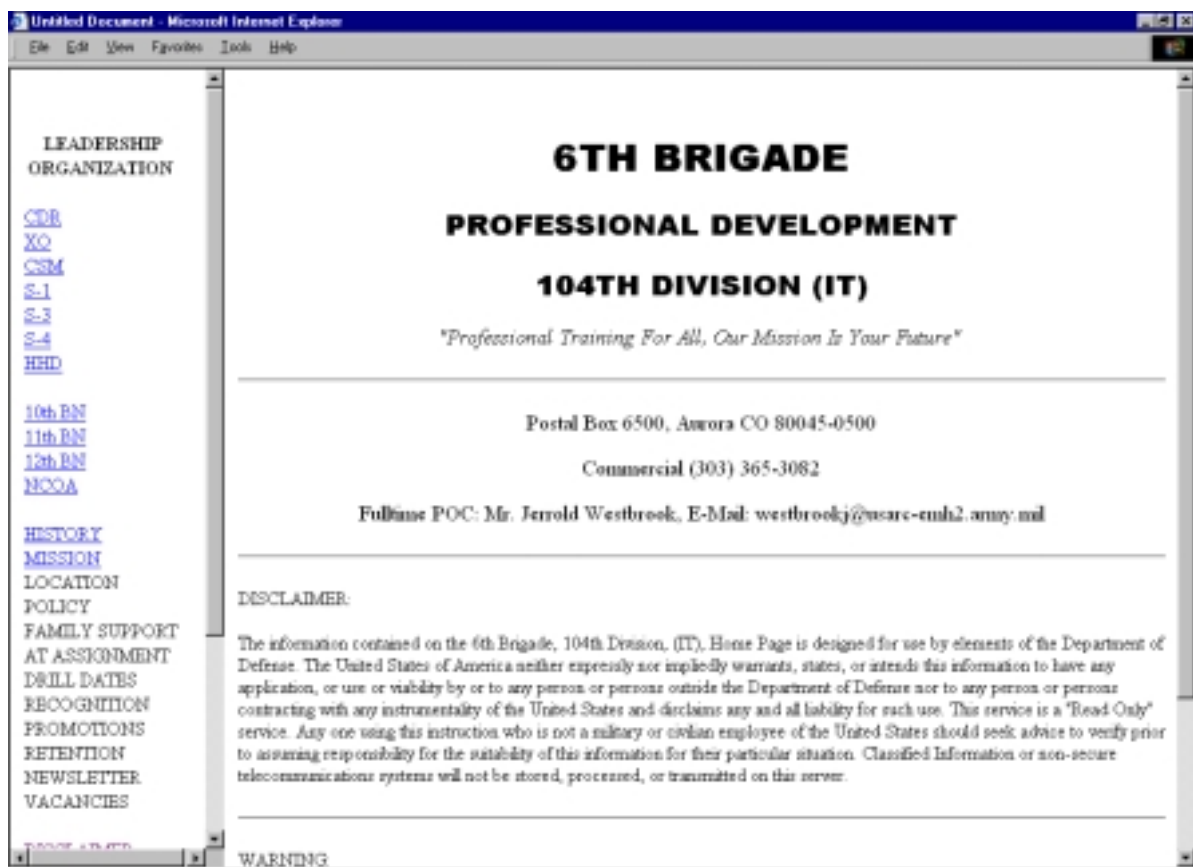 Untitled Document - Microsoft Internet Explorer
File Edit View Favorites Tools Help
LEADERSHIP
ORGANIZATION
CDR
XO
CSM
S-1
S-3
S-4
HHD
10th BN
11th BN
12th BN
NCOA
HISTORY
MISSION
LOCATION
POLICY
FAMILY SUPPORT
AT ASSIGNMENT
DRILL DATES
RECOGNITION
PROMOTIONS
RETENTION
NEWSLETTER
VACANCIES
DISCLAIMER
6TH BRIGADE
PROFESSIONAL DEVELOPMENT
104TH DIVISION (IT)
"Professional Training For All, Our Mission Is Your Future"
Postal Box 6500, Aurora CO 80045-0500
Commercial (303) 365-3082
Fulltime POC: Mr. Jerrold Westbrook, E-Mail: westbrookj@usarc-emh2.army.mil
DISCLAIMER:
The information contained on the 6th Brigade, 104th Division, (IT), Home Page is designed for use by elements of the Department of
Defense. The United States of America neither expressly nor impliedly warrants, states, or intends this information to have any
application, or use or viability by or to any person or persons outside the Department of Defense nor to any person or persons
contracting with any instrumentality of the United States and disclaims any and all liability for such use. This service is a "Read Only"
service. Any one using this instruction who is not a military or civilian employee of the United States should seek advice to verify prior
to assuming responsibility for the suitability of this information for their particular situation. Classified Information or non-secure
telecommunications systems will not be stored, processed, or transmitted on this server.
WARNING: